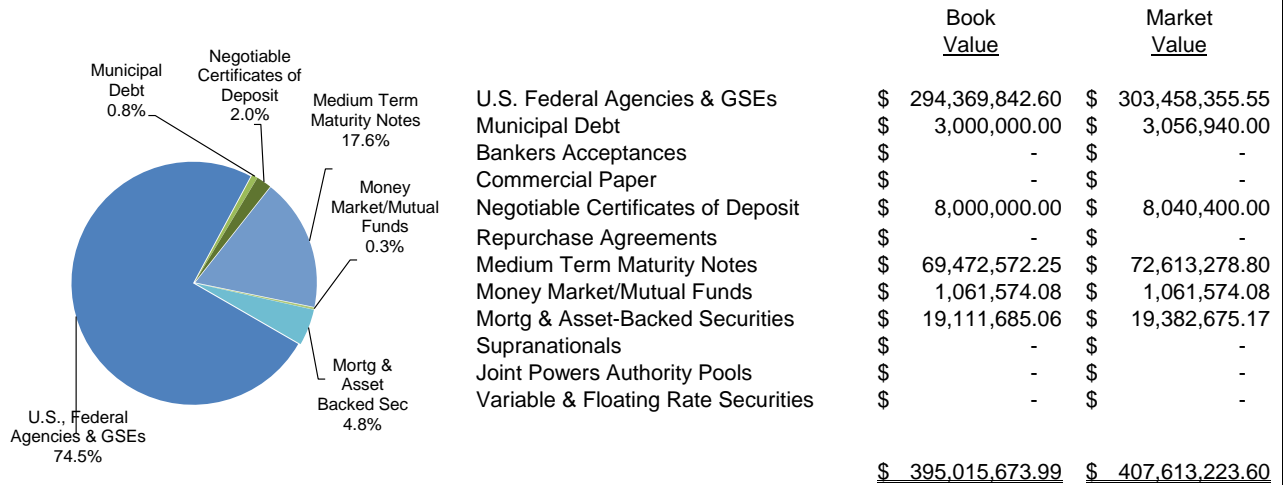 Municipal
Debt
0.8%
Negotiable
Certificates of
Deposit
2.0%
Medium Term
Maturity Notes
17.6%
Money
Market/Mutual
Funds
0.3%
Mortg &
Asset
Backed Sec
4.8%
U.S., Federal
Agencies & GSEs
74.5%
Book Market
Value Value
U.S. Federal Agencies & GSEs $ 294,369,842.60 $ 303,458,355.55
Municipal Debt $ 3,000,000.00 $ 3,056,940.00
Bankers Acceptances $ - $ -
Commercial Paper $ - $ -
Negotiable Certificates of Deposit $ 8,000,000.00 $ 8,040,400.00
Repurchase Agreements $ - $ -
Medium Term Maturity Notes $ 69,472,572.25 $ 72,613,278.80
Money Market/Mutual Funds $ 1,061,574.08 $ 1,061,574.08
Mortg & Asset-Backed Securities $ 19,111,685.06 $ 19,382,675.17
Supranationals $ - $ -
Joint Powers Authority Pools $ - $ -
Variable & Floating Rate Securities $ - $ -
$ 395,015,673.99 $ 407,613,223.60